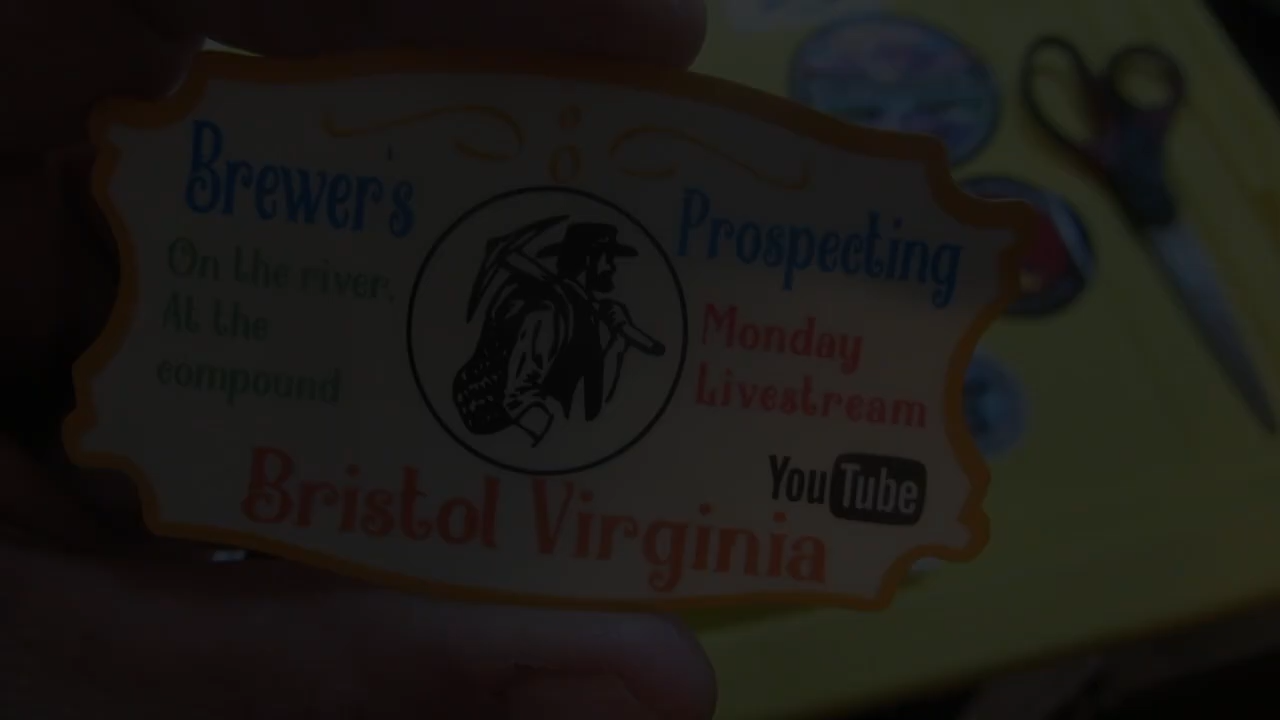 Brewer's
Prospecting
On the river,
At the
compound
Monday
Livestream
YouTube
Bristol Virginia